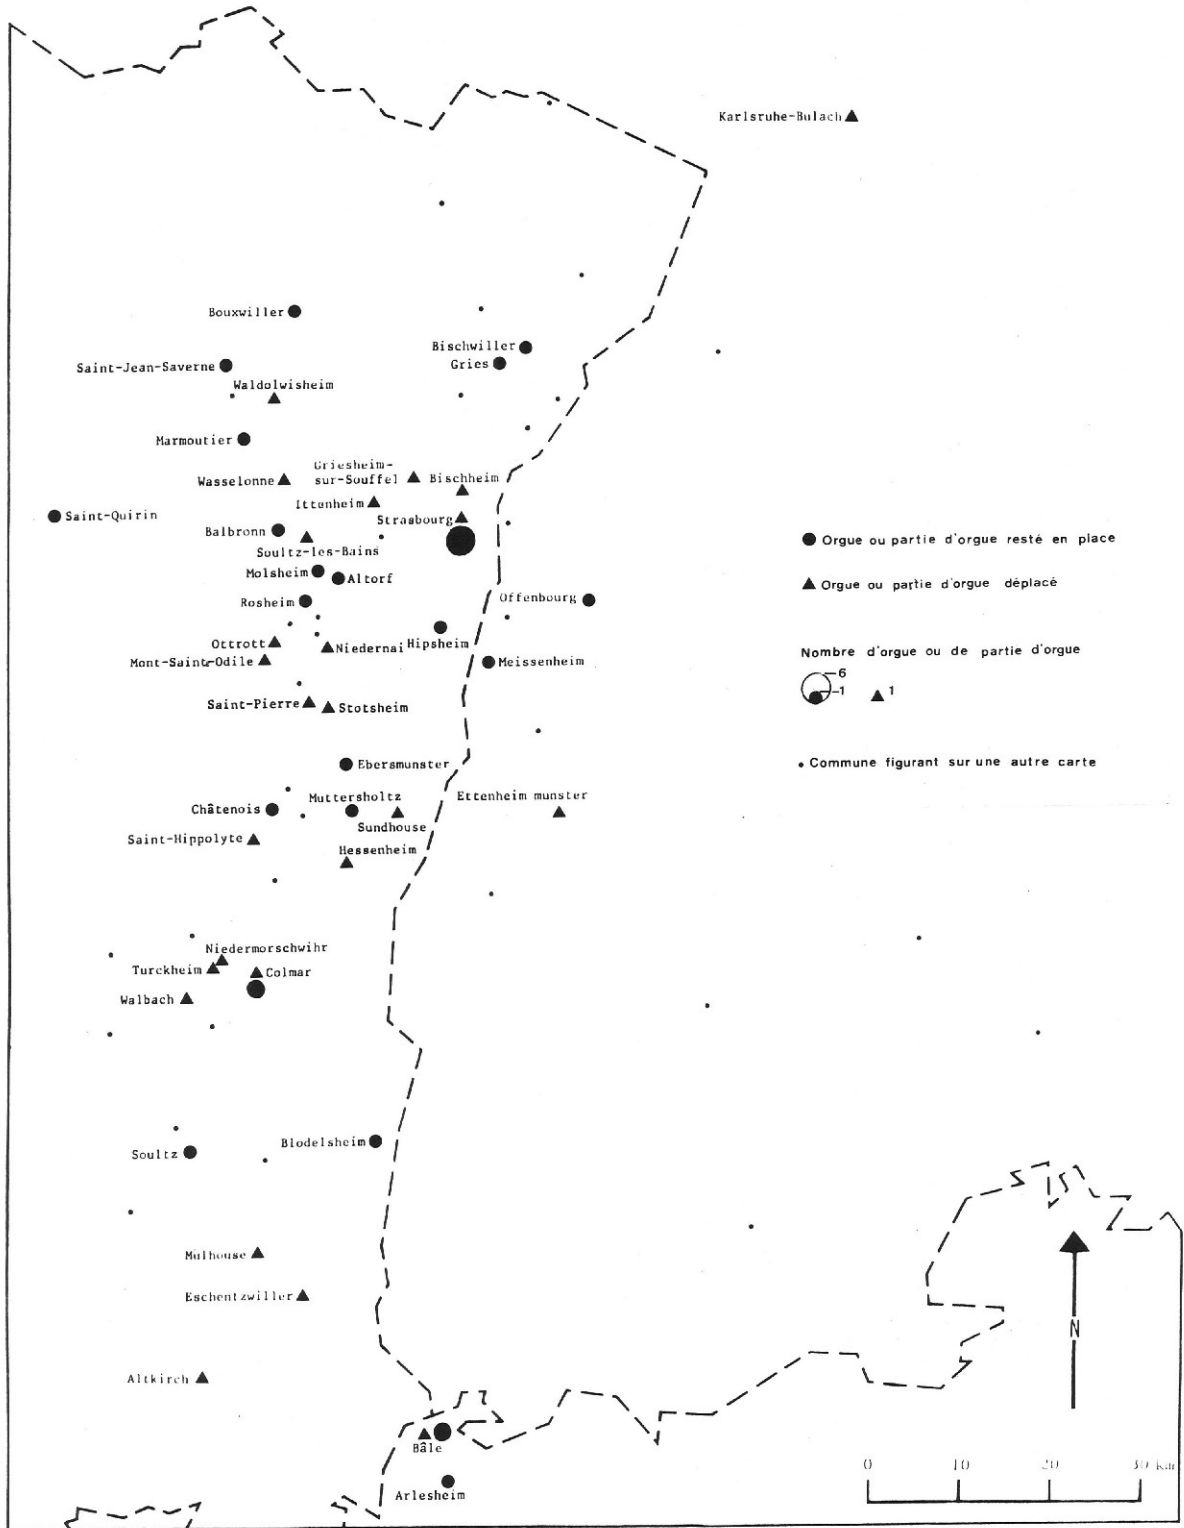 Karlsruhe-Bulach
Bouxwiller
Bischwiller
Gries
Saint-Jean-Saverne
Waldolwisheim
Marmoutier
Griesheim-
sur-Souffel
Bischheim
Wasselonne
Ittenheim
Saint-Quirin
Strasbourg
Balbronn
Soultz-les-Bains
Orgue ou partie d'orgue resté en place
Molsheim
Altorf
Orgue ou partie d'orgue déplacé
Rosheim
Offenbourg
Ottrott
Niedernai
Hipsheim
Mont-Saint-Odile
Meissenheim
Nombre d'orgue ou de partie d'orgue
6
1
1
Saint-Pierre
Stotsheim
Ebersmunster
Commune figurant sur une autre carte
Châtenois
Muttersholtz
Ettenheim munster
Sundhouse
Saint-Hippolyte
Hessenheim
Niedermorschwihr
Turckheim
Colmar
Walbach
Blodelsheim
Soultz
Mulhouse
Eschentzwiller
N
Altkirch
Bâle
0 10 20 30 Km
Arlesheim